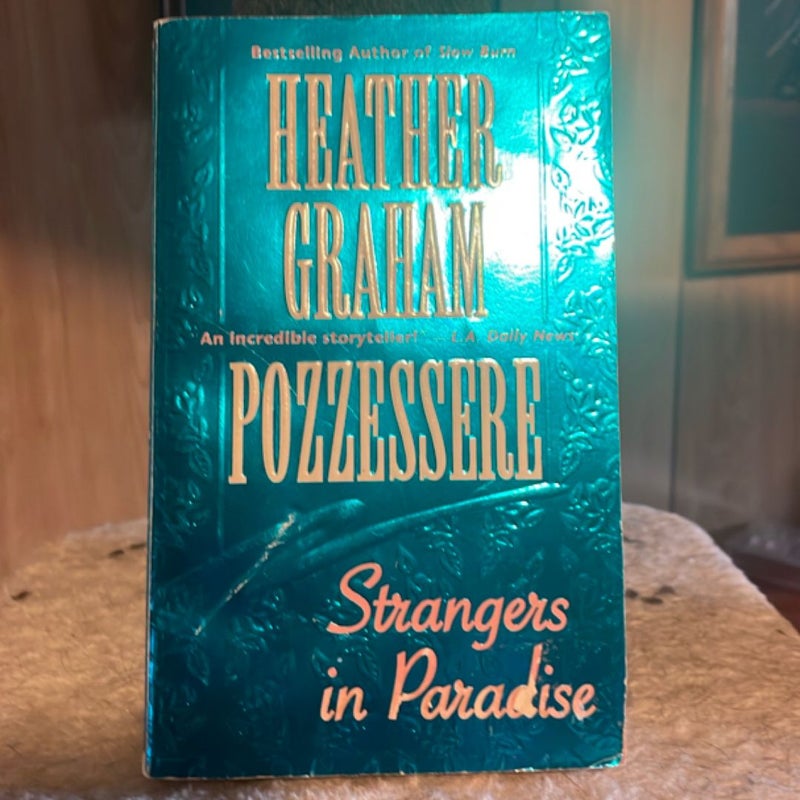 Bestselling Author of Slow Burn
HEATHER
GRAHAM
An incredible storyteller!" — L.A. Daily News
POZZESSERE
Strangers
in Paradise